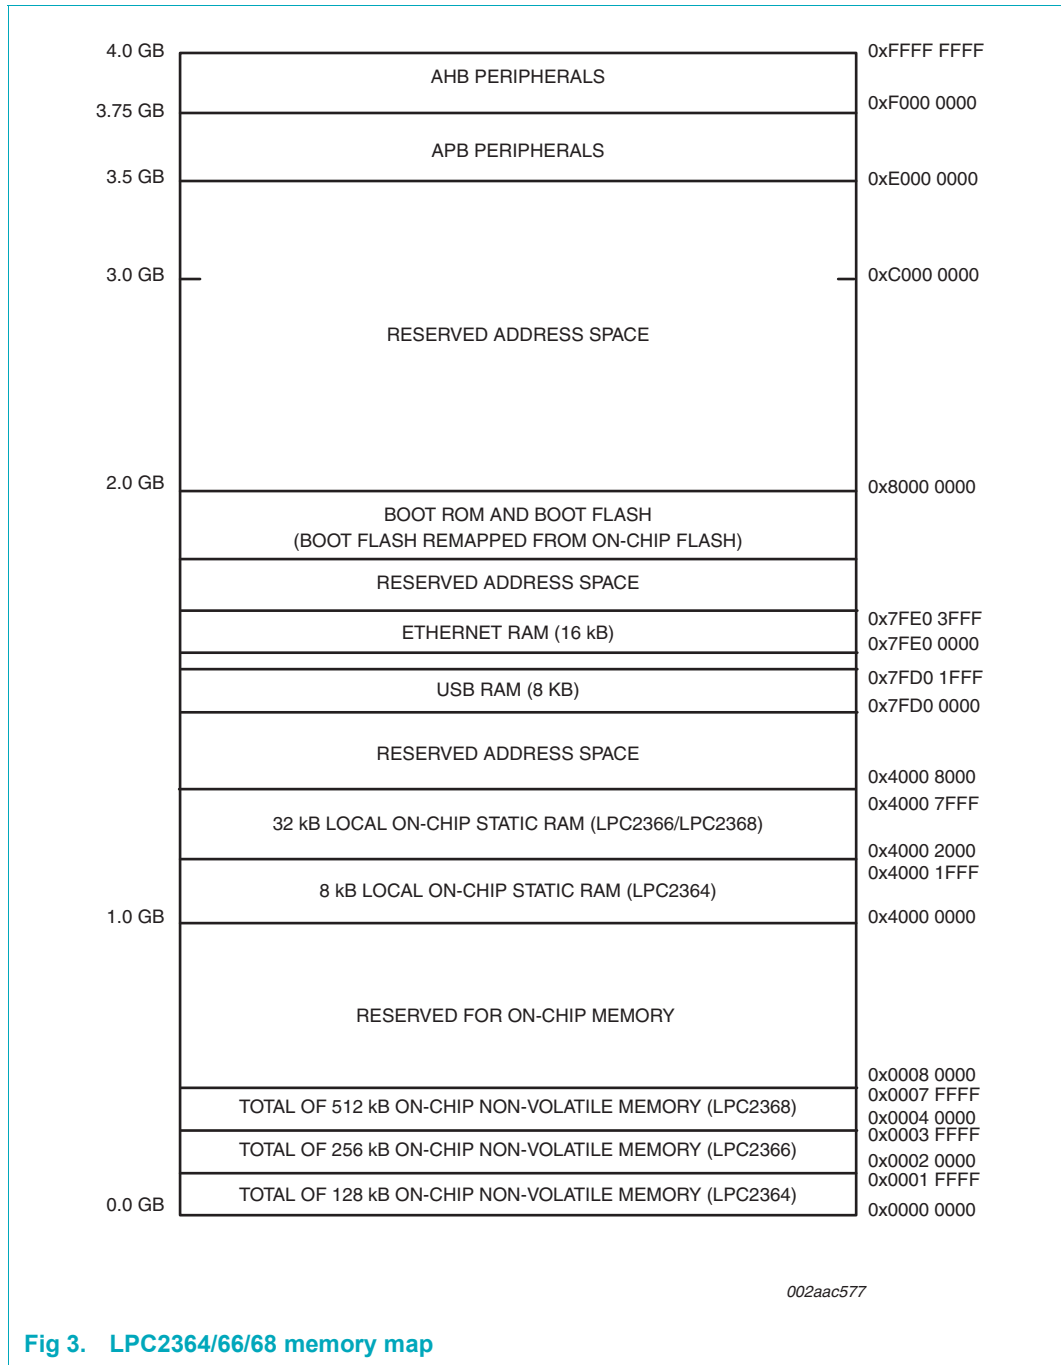 4.0 GB
0xFFFF FFFF
AHB PERIPHERALS
3.75 GB
0xF000 0000
APB PERIPHERALS
3.5 GB
0xE000 0000
3.0 GB
0xC000 0000
RESERVED ADDRESS SPACE
2.0 GB
0x8000 0000
BOOT ROM AND BOOT FLASH
(BOOT FLASH REMAPPED FROM ON-CHIP FLASH)
RESERVED ADDRESS SPACE
0x7FE0 3FFF
ETHERNET RAM (16 kB)
0x7FE0 0000
0x7FD0 1FFF
USB RAM (8 KB)
0x7FD0 0000
RESERVED ADDRESS SPACE
0x4000 8000
0x4000 7FFF
32 kB LOCAL ON-CHIP STATIC RAM (LPC2366/LPC2368)
0x4000 2000
0x4000 1FFF
8 kB LOCAL ON-CHIP STATIC RAM (LPC2364)
1.0 GB
0x4000 0000
RESERVED FOR ON-CHIP MEMORY
0x0008 0000
0x0007 FFFF
TOTAL OF 512 kB ON-CHIP NON-VOLATILE MEMORY (LPC2368)
0x0004 0000
0x0003 FFFF
TOTAL OF 256 kB ON-CHIP NON-VOLATILE MEMORY (LPC2366)
0x0002 0000
0x0001 FFFF
TOTAL OF 128 kB ON-CHIP NON-VOLATILE MEMORY (LPC2364)
0.0 GB
0x0000 0000
002aac577
Fig 3. LPC2364/66/68 memory map